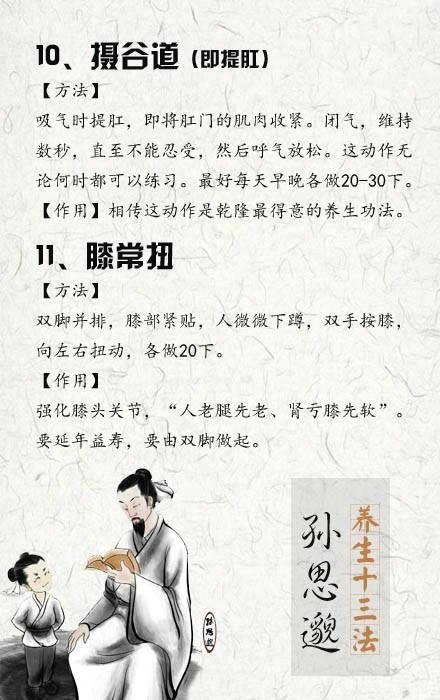 10、摄谷道（即提肛）
【方法】
吸气时提肛，即将肛门的肌肉收紧。闭气，维持
数秒，直至不能忍受，然后呼气放松。这动作无
论何时都可以练习。最好每天早晚各做20-30下。
【作用】相传这动作是乾隆最得意的养生功法。
11、膝常扭
【方法】
双脚并排，膝部紧贴，人微微下蹲，双手按膝，
向左右扭动，各做20下。
【作用】
强化膝头关节，“人老腿先老、肾亏膝先软”。
要延年益寿，要由双脚做起。
养生十三法
孙思邈